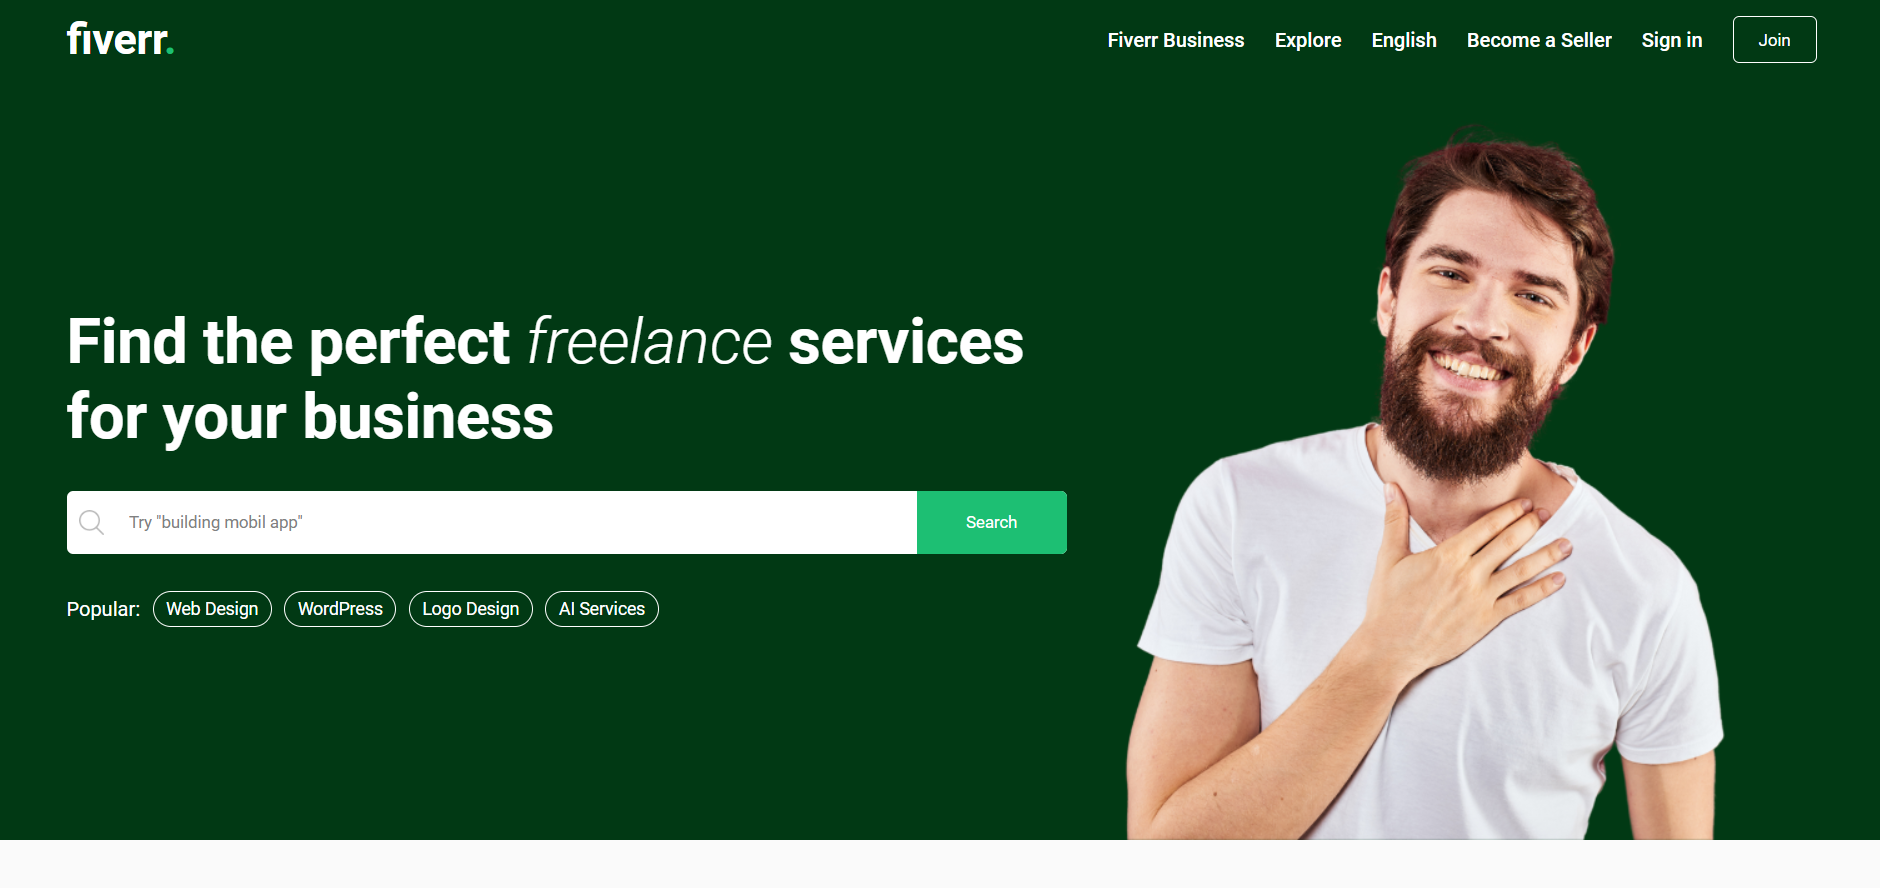 fiverr.
Fiverr Business Explore English Become a Seller Sign in Join
Find the perfect freelance services
for your business
Try "building mobil app" Search
Popular: Web Design WordPress Logo Design AI Services